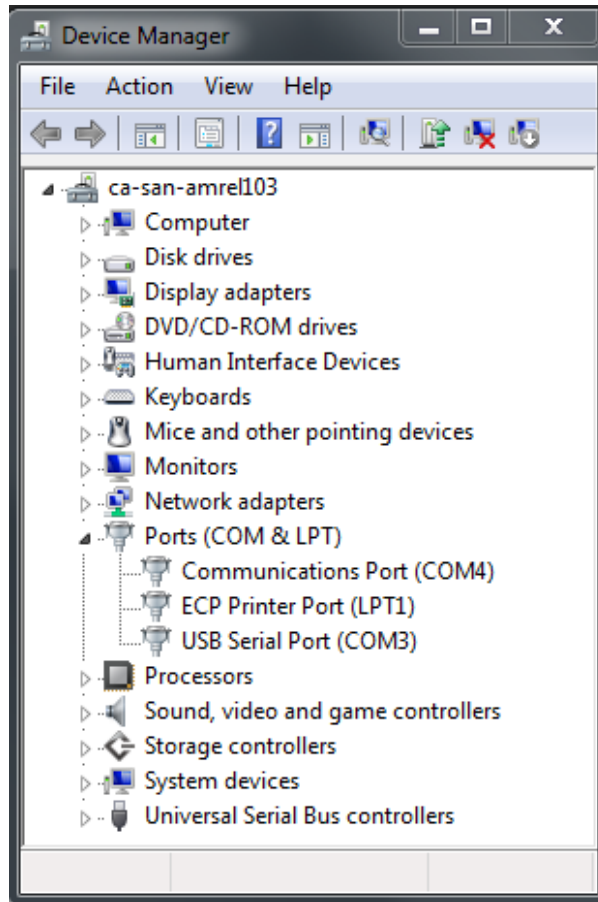 Device Manager
File Action View Help
ca-san-amrel103
Computer
Disk drives
Display adapters
DVD/CD-ROM drives
Human Interface Devices
Keyboards
Mice and other pointing devices
Monitors
Network adapters
Ports (COM & LPT)
Communications Port (COM4)
ECP Printer Port (LPT1)
USB Serial Port (COM3)
Processors
Sound, video and game controllers
Storage controllers
System devices
Universal Serial Bus controllers